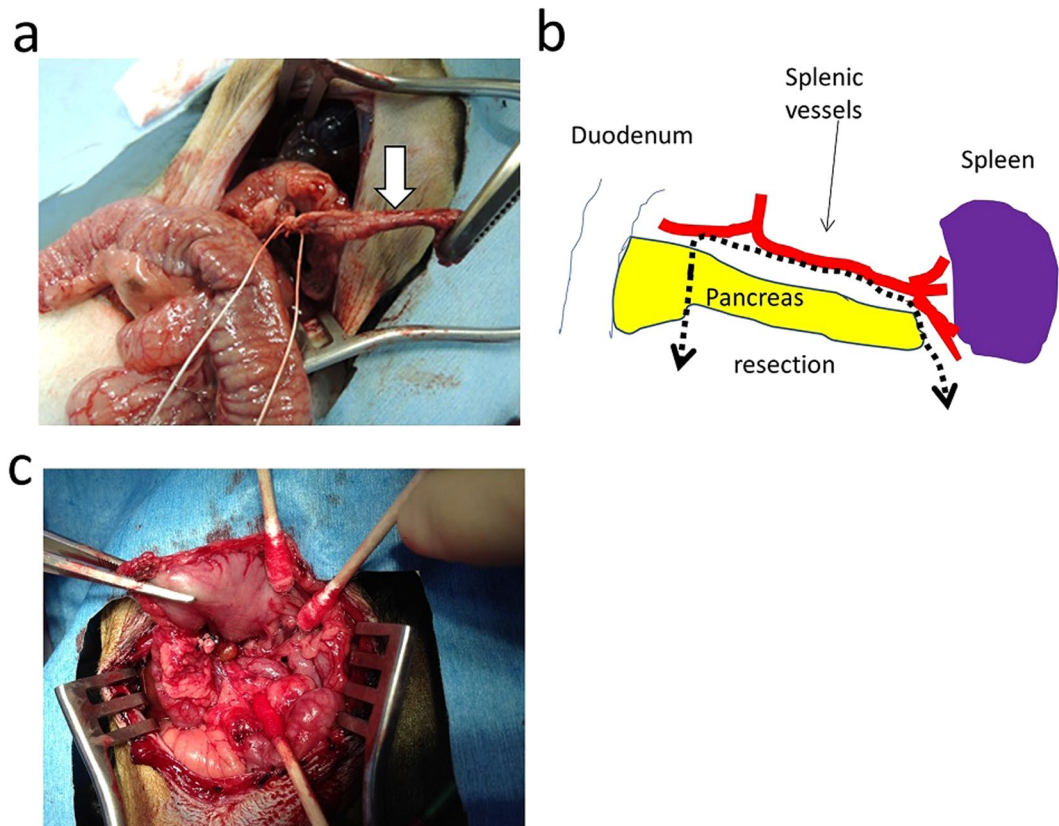 a
b
Splenic
vessels
Duodenum
Spleen
Pancreas
resection
c